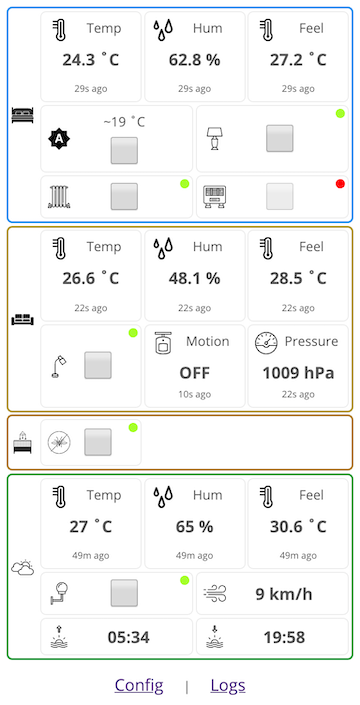 Temp Hum Feel
24.3 ˚C 62.8 % 27.2 ˚C
29s ago 29s ago 29s ago
A ~19 ˚C
Temp Hum Feel
26.6 ˚C 48.1 % 28.5 ˚C
22s ago 22s ago 22s ago
Motion Pressure
OFF 1009 hPa
10s ago 22s ago
Temp Hum Feel
27 ˚C 65 % 30.6 ˚C
49m ago 49m ago 49m ago
9 km/h
05:34 19:58
Config | Logs